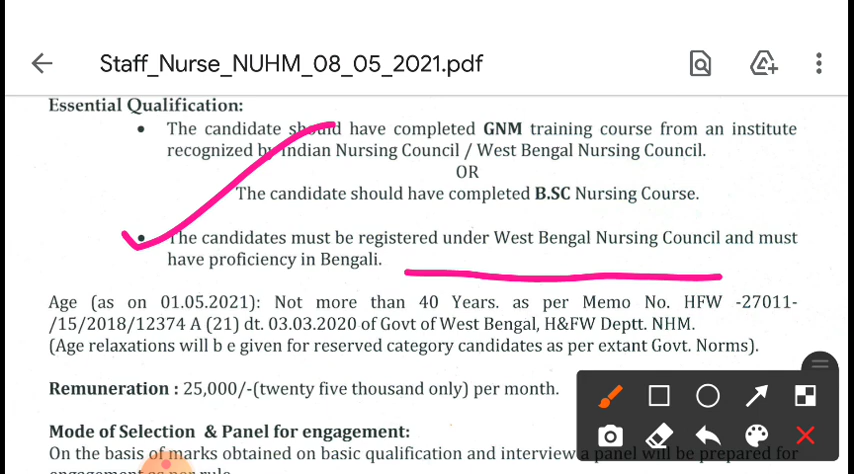 Staff_Nurse_NUHM_08_05_2021.pdf
Essential Qualification:
• The candidate should have completed GNM training course from an institute
recognized by Indian Nursing Council / West Bengal Nursing Council.
OR
The candidate should have completed B.SC Nursing Course.
• The candidates must be registered under West Bengal Nursing Council and must
have proficiency in Bengali.
Age (as on 01.05.2021): Not more than 40 Years. as per Memo No. HFW -27011-
/15/2018/12374 A (21) dt. 03.03.2020 of Govt of West Bengal, H&FW Deptt. NHM.
(Age relaxations will b e given for reserved category candidates as per extant Govt. Norms).
Remuneration : 25,000/-(twenty five thousand only) per month.
Mode of Selection & Panel for engagement:
On the basis of marks obtained on basic qualification and interview a panel will be prepared for
engagement as per rule.